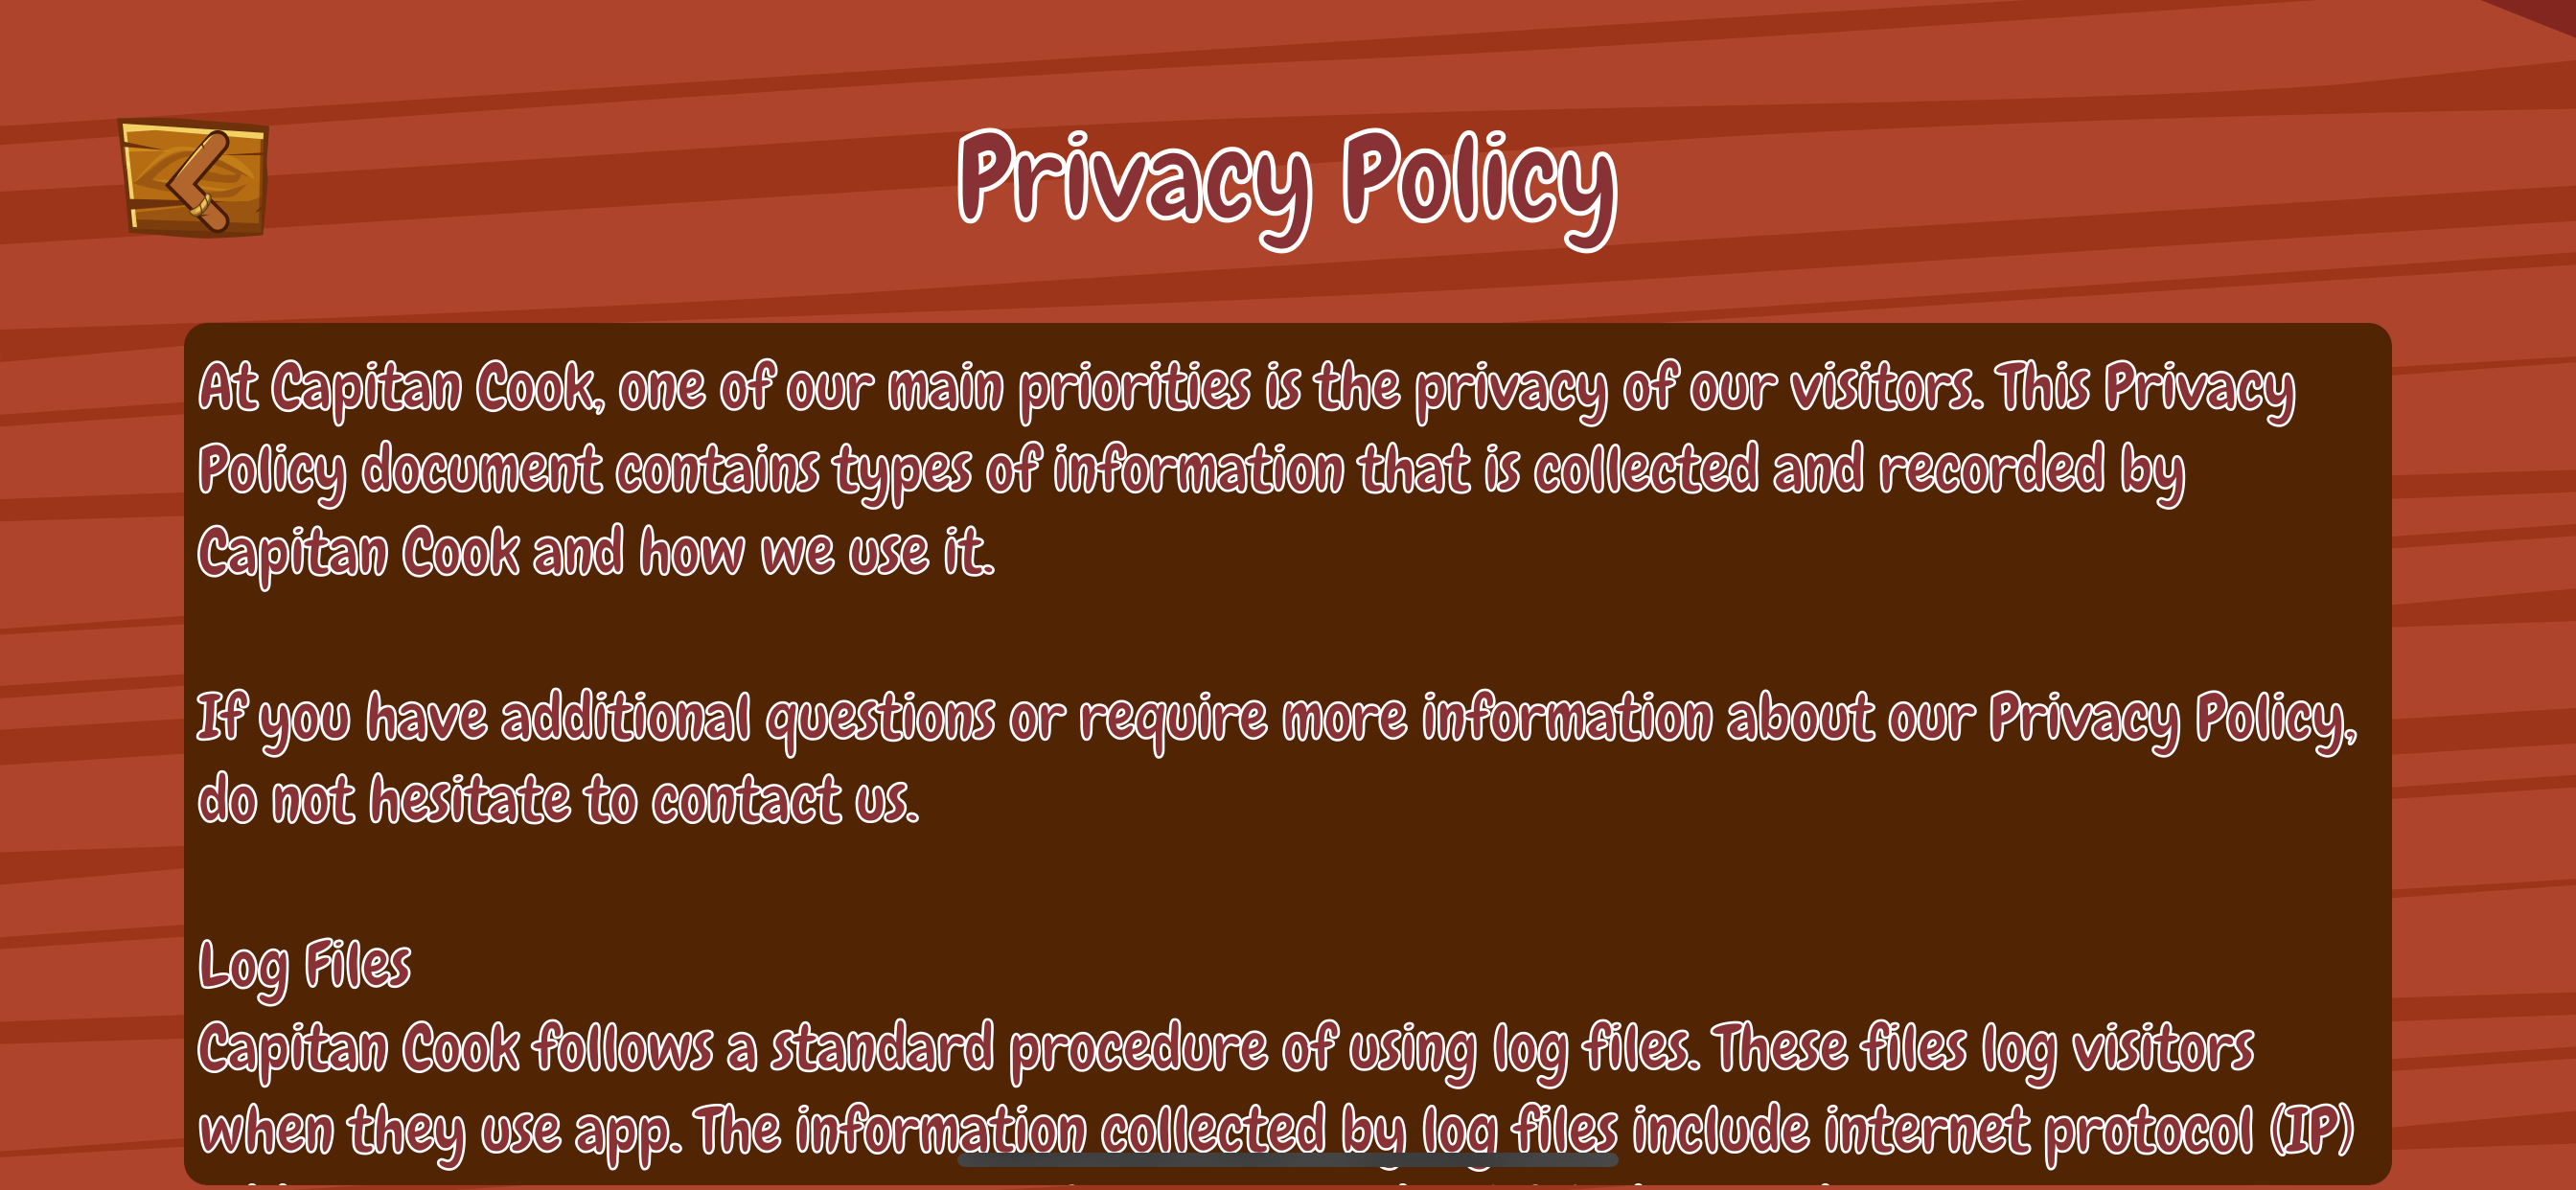 Privacy Policy
At Capitan Cook, one of our main priorities is the privacy of our visitors. This Privacy
Policy document contains types of information that is collected and recorded by
Capitan Cook and how we use it.
If you have additional questions or require more information about our Privacy Policy,
do not hesitate to contact us.
Log Files
Capitan Cook follows a standard procedure of using log files. These files log visitors
when they use app. The information collected by log files include internet protocol (IP)